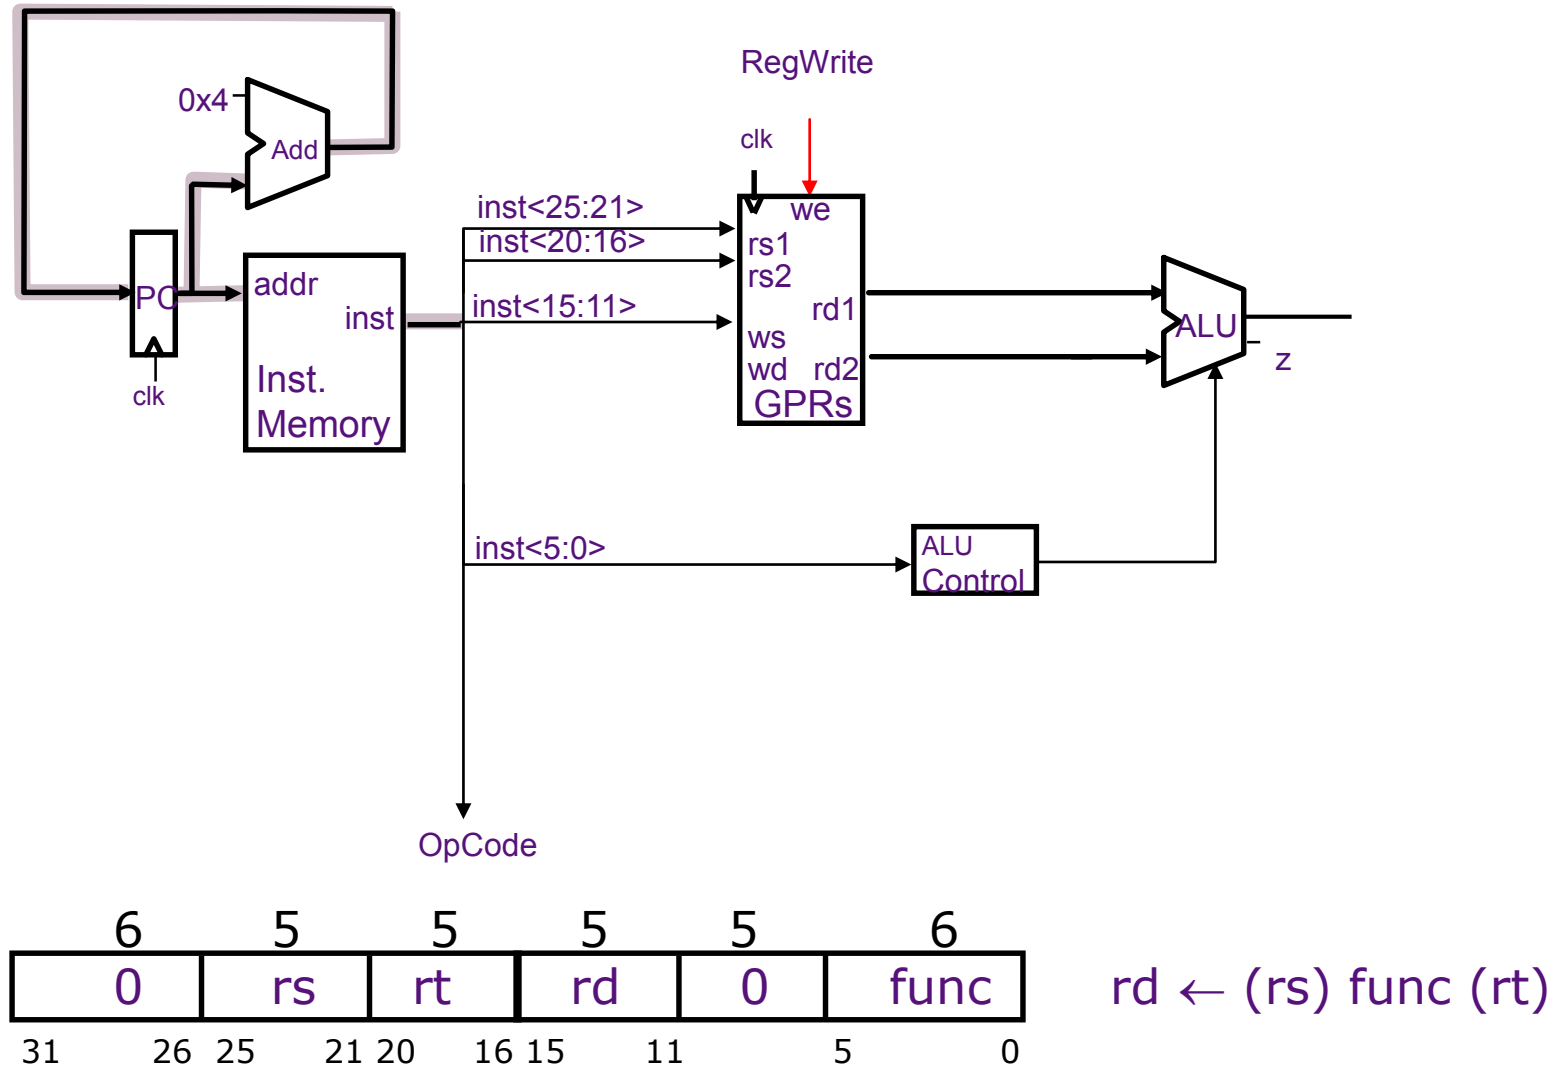 RegWrite
0x4
Add
clk
inst<25:21>
we
inst<20:16>
rs1
rs2
addr
PC
inst<15:11>
rd1
inst
ALU
ws
wd
rd2
z
Inst.
Memory
clk
GPRs
inst<5:0>
ALU
Control
OpCode
6 5 5 5 5 6
0 rs rt rd 0 func rd ← (rs) func (rt)
31 26 25 21 20 16 15 11 5 0